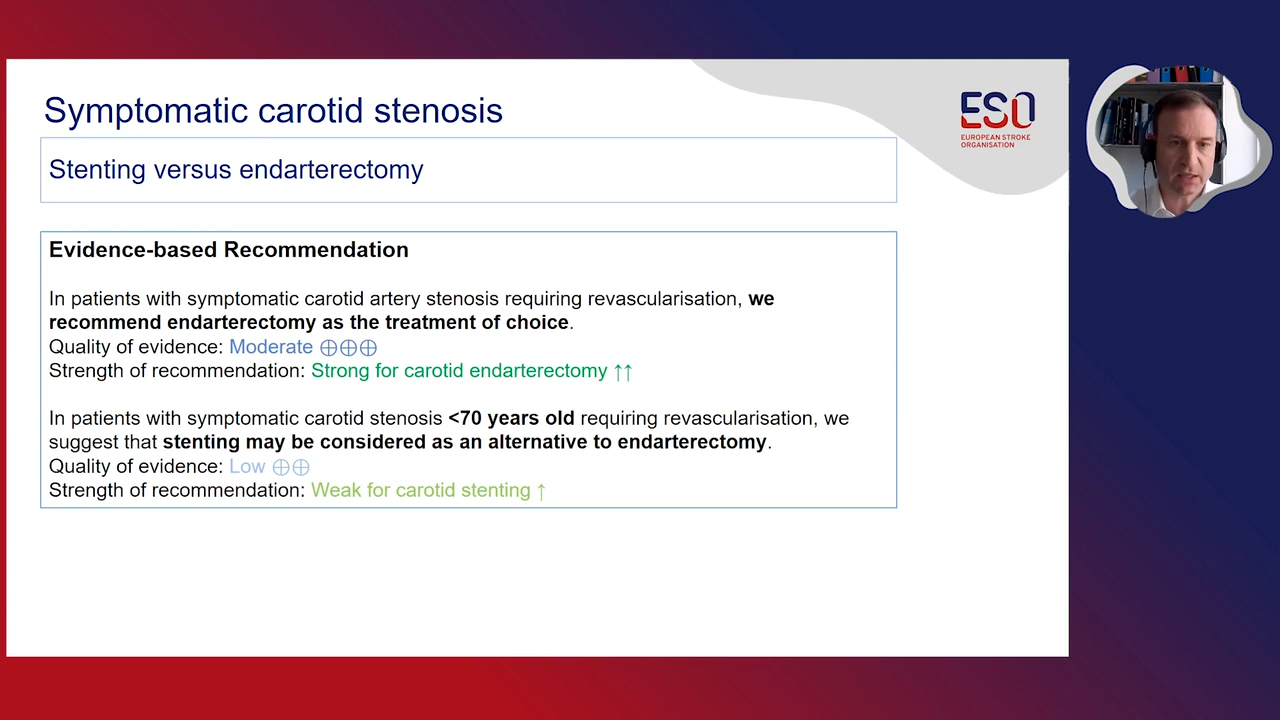 Symptomatic carotid stenosis
ESO
EUROPEAN STROKE
ORGANISATION
Stenting versus endarterectomy
Evidence-based Recommendation
In patients with symptomatic carotid artery stenosis requiring revascularisation, we
recommend endarterectomy as the treatment of choice.
Quality of evidence: Moderate ⊕⊕⊕
Strength of recommendation: Strong for carotid endarterectomy ↑↑
In patients with symptomatic carotid stenosis <70 years old requiring revascularisation, we
suggest that stenting may be considered as an alternative to endarterectomy.
Quality of evidence: Low ⊕⊕
Strength of recommendation: Weak for carotid stenting ↑